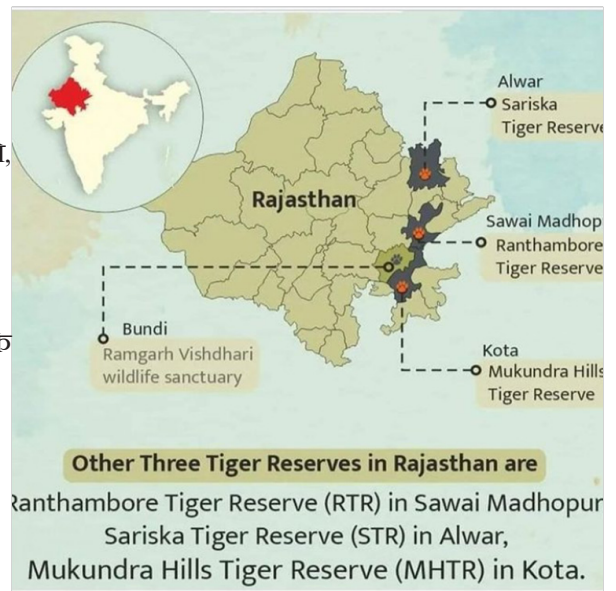 Alwar
Sariska
Tiger Reserve
Rajasthan
Sawai Madhop
Ranthambore
Tiger Reserve
Bundi
Ramgarh Vishdhari
wildlife sanctuary
Kota
Mukundra Hills
Tiger Reserve
Other Three Tiger Reserves in Rajasthan are
Ranthambore Tiger Reserve (RTR) in Sawai Madhopur
Sariska Tiger Reserve (STR) in Alwar,
Mukundra Hills Tiger Reserve (MHTR) in Kota.